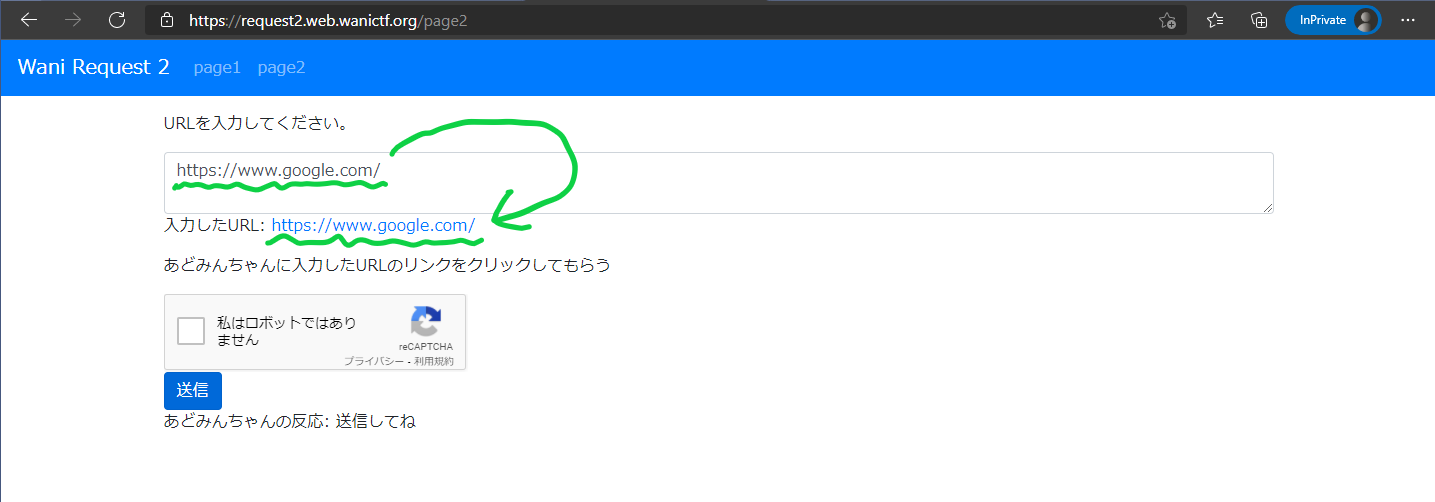 https://request2.web.wanictf.org/page2
InPrivate
Wani Request 2 page1 page2
URLを入力してください。
https://www.google.com/
入力したURL: https://www.google.com/
あどみんちゃんに入力したURLのリンクをクリックしてもらう
私はロボットではあり
ません
reCAPTCHA
プライバシー - 利用規約
送信
あどみんちゃんの反応: 送信してね